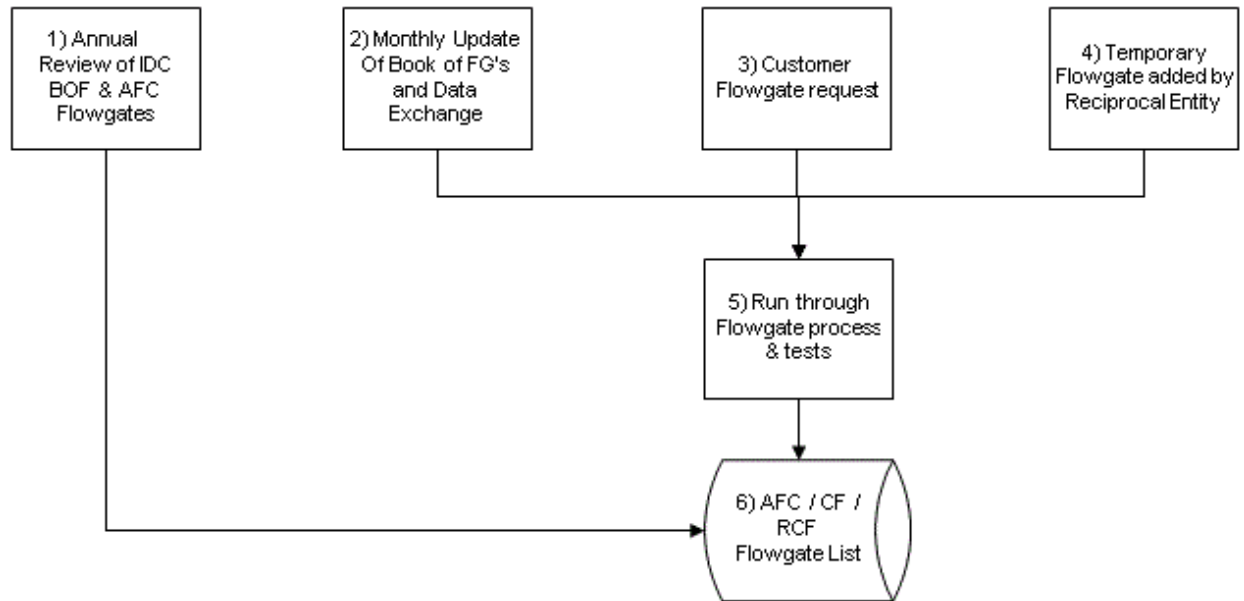 1) Annual
Review of IDC
BOF & AFC
Flowgates
2) Monthly Update
Of Book of FG's
and Data
Exchange
3) Customer
Flowgate request
4) Temporary
Flowgate added by
Reciprocal Entity
5) Run through
Flowgate process
& tests
6) AFC / CF /
RCF
Flowgate List